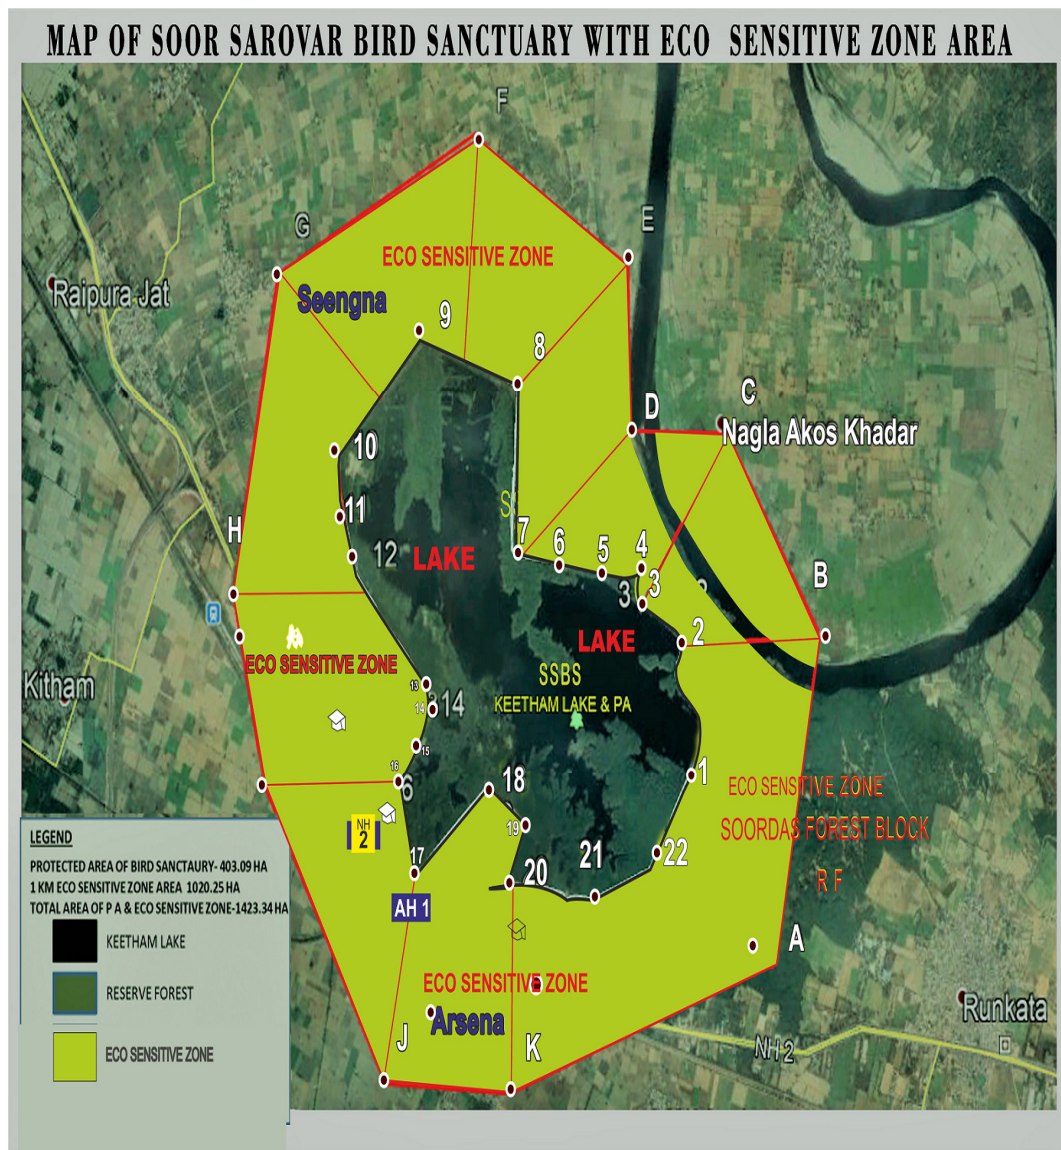 MAP OF SOOR SAROVAR BIRD SANCTUARY WITH ECO SENSITIVE ZONE AREA
F
G
E
ECO SENSITIVE ZONE
Raipura Jat
Seengna
9
8
D
C
Nagla Akos Khadar
10
S
11
H
7
6
5
4
12
LAKE
3
3
B
2
LAKE
ECO SENSITIVE ZONE
SSBS
Kitham
KEETHAM LAKE & PA
13
14
14
15
16
6
1
18
ECO SENSITIVE ZONE
NH
2
19
SOORDAS FOREST BLOCK
17
20
21
22
R F
AH 1
A
ECO SENSITIVE ZONE
Arsena
Runkata
J
K
NH 2
LEGEND
PROTECTED AREA OF BIRD SANCTAURY- 403.09 HA
1 KM ECO SENSITIVE ZONE AREA 1020.25 HA
TOTAL AREA OF P A & ECO SENSITIVE ZONE-1423.34 HA
KEETHAM LAKE
RESERVE FOREST
ECO SENSITIVE ZONE